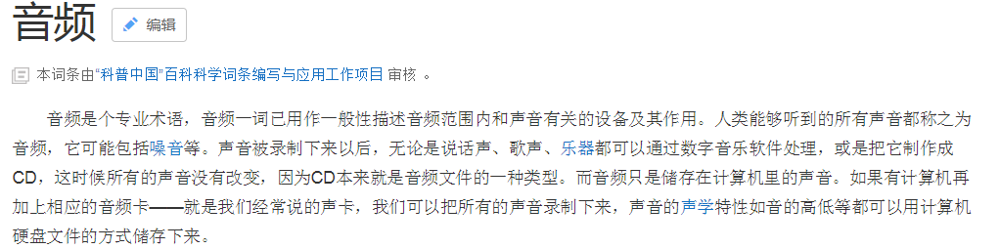 音频 编辑
本词条由“科普中国”百科科学词条编写与应用工作项目 审核 。
音频是个专业术语，音频一词已用作一般性描述音频范围内和声音有关的设备及其作用。人类能够听到的所有声音都称之为
音频，它可能包括噪音等。声音被录制下来以后，无论是说话声、歌声、乐器都可以通过数字音乐软件处理，或是把它制作成
CD，这时候所有的声音没有改变，因为CD本来就是音频文件的一种类型。而音频只是储存在计算机里的声音。如果有计算机再
加上相应的音频卡——就是我们经常说的声卡，我们可以把所有的声音录制下来，声音的声学特性如音的高低等都可以用计算机
硬盘文件的方式储存下来。